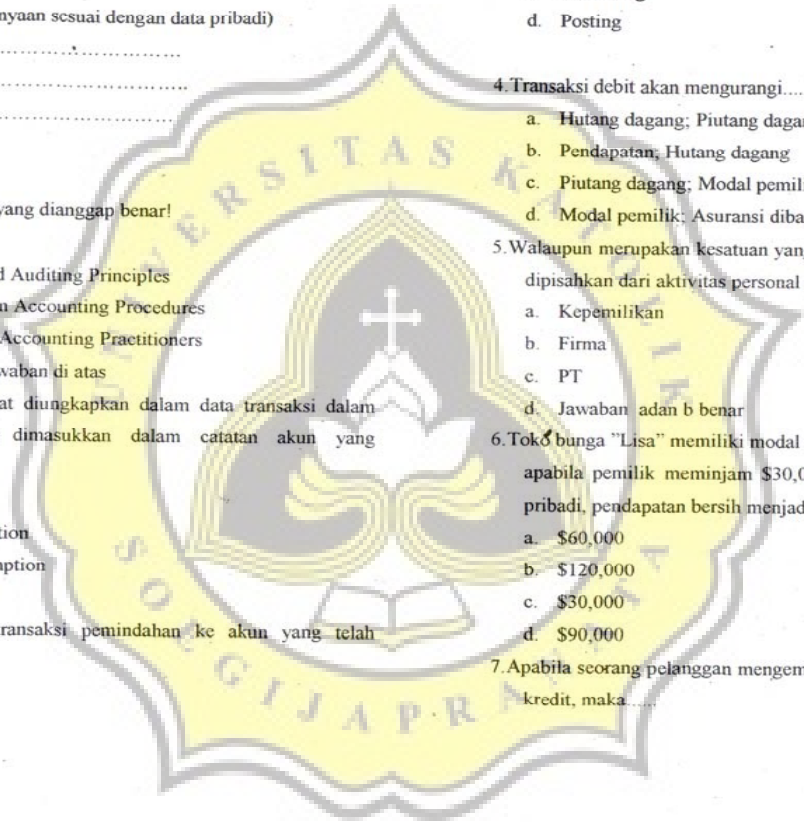 nyaan sesuai dengan data pribadi)
yang dianggap benar!
d Auditing Principles
n Accounting Procedures
Accounting Practitioners
waban di atas
at diungkapkan dalam data transaksi dalam
dimasukkan dalam catatan akun yang
tion
nption
ransaksi pemindahan ke akun yang telah
d. Posting
4.Transaksi debit akan mengurangi.....
a. Hutang dagang; Piutang dagan
b. Pendapatan; Hutang dagang
c. Piutang dagang; Modal pemil
d. Modal pemilik; Asuransi diba
5.Walaupun merupakan kesatuan yan
dipisahkan dari aktivitas personal
a. Kepemilikan
b. Firma
c. PT
d. Jawaban adan b benar
6.Toko bunga "Lisa" memiliki modal
apabila pemilik meminjam $30,0
pribadi, pendapatan bersih menjad
a. $60,000
b. $120,000
c. $30,000
d. $90,000
7.Apabila seorang pelanggan mengem
kredit, maka......
UNIVERSITAS KATOLIK
SOEGIJAPRANATA